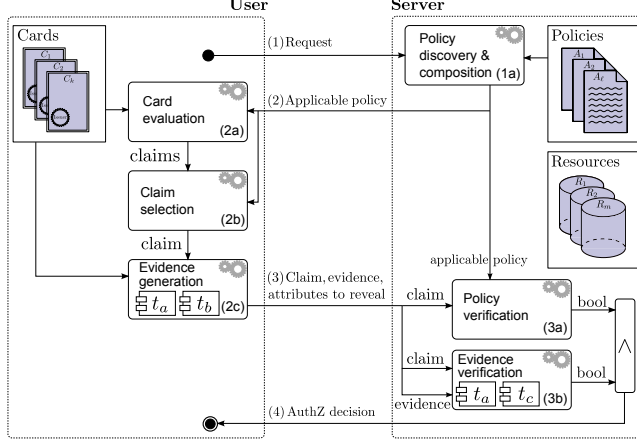 User
Server
Cards
C1
C2
Ck
(1) Request
Policy
discovery &
composition (1a)
Policies
A1
A2
Aℓ
Card
evaluation
(2a)
(2) Applicable policy
claims
Claim
selection
(2b)
Resources
R1
R2
Rm
claim
Evidence
generation
ta
tb
(2c)
(3) Claim, evidence,
attributes to reveal
applicable policy
claim
Policy
verification
(3a)
bool
∧
claim
evidence
Evidence
verification
ta
tc
(3b)
bool
(4) AuthZ decision